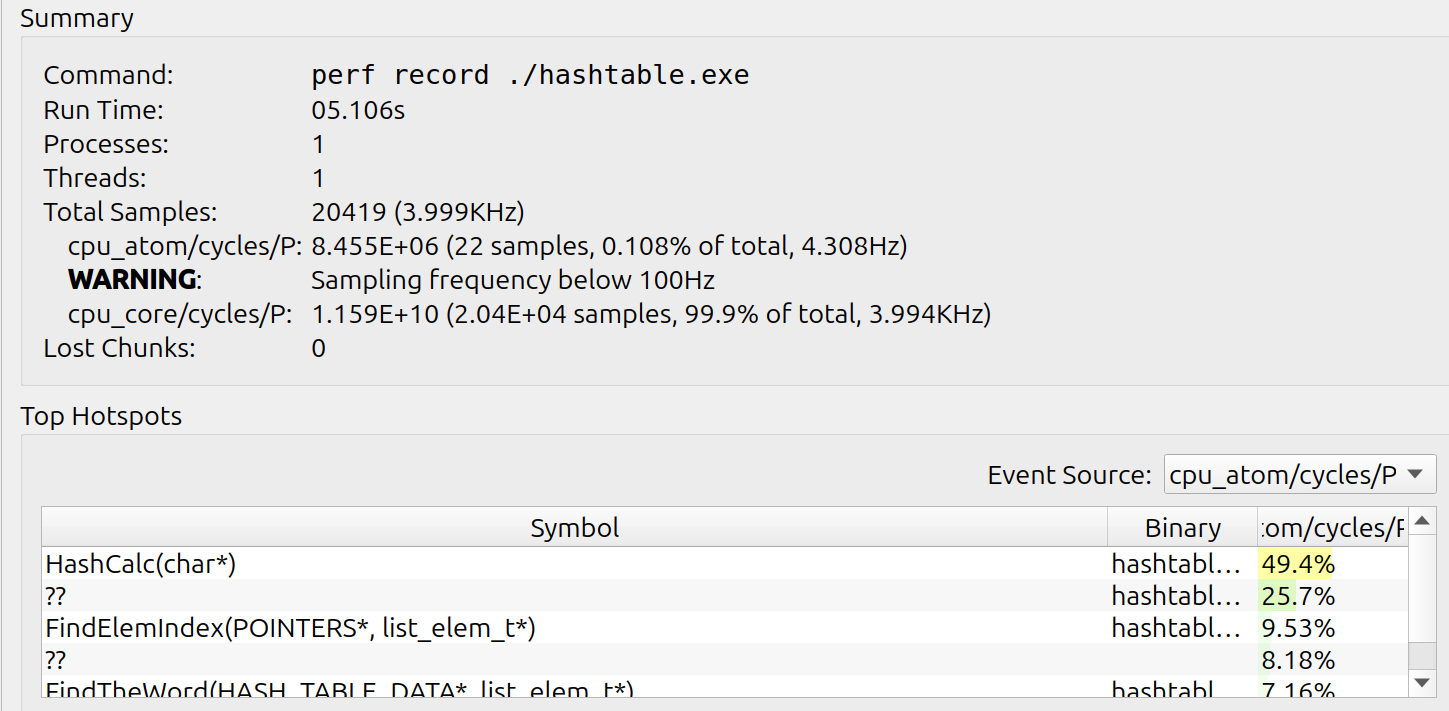 Summary
Command: perf record ./hashtable.exe
Run Time: 05.106s
Processes: 1
Threads: 1
Total Samples: 20419 (3.999KHz)
cpu_atom/cycles/P: 8.455E+06 (22 samples, 0.108% of total, 4.308Hz)
WARNING: Sampling frequency below 100Hz
cpu_core/cycles/P: 1.159E+10 (2.04E+04 samples, 99.9% of total, 3.994KHz)
Lost Chunks: 0
Top Hotspots
Event Source: cpu_atom/cycles/P
Symbol Binary tom/cycles/P
HashCalc(char*) hashtabl... 49.4%
?? hashtabl... 25.7%
FindElemIndex(POINTERS*, list_elem_t*) hashtabl... 9.53%
?? 8.18%
FindTheWord(HASH_TABLE_DATA*, list_elem_t*) hashtabl 7.16%